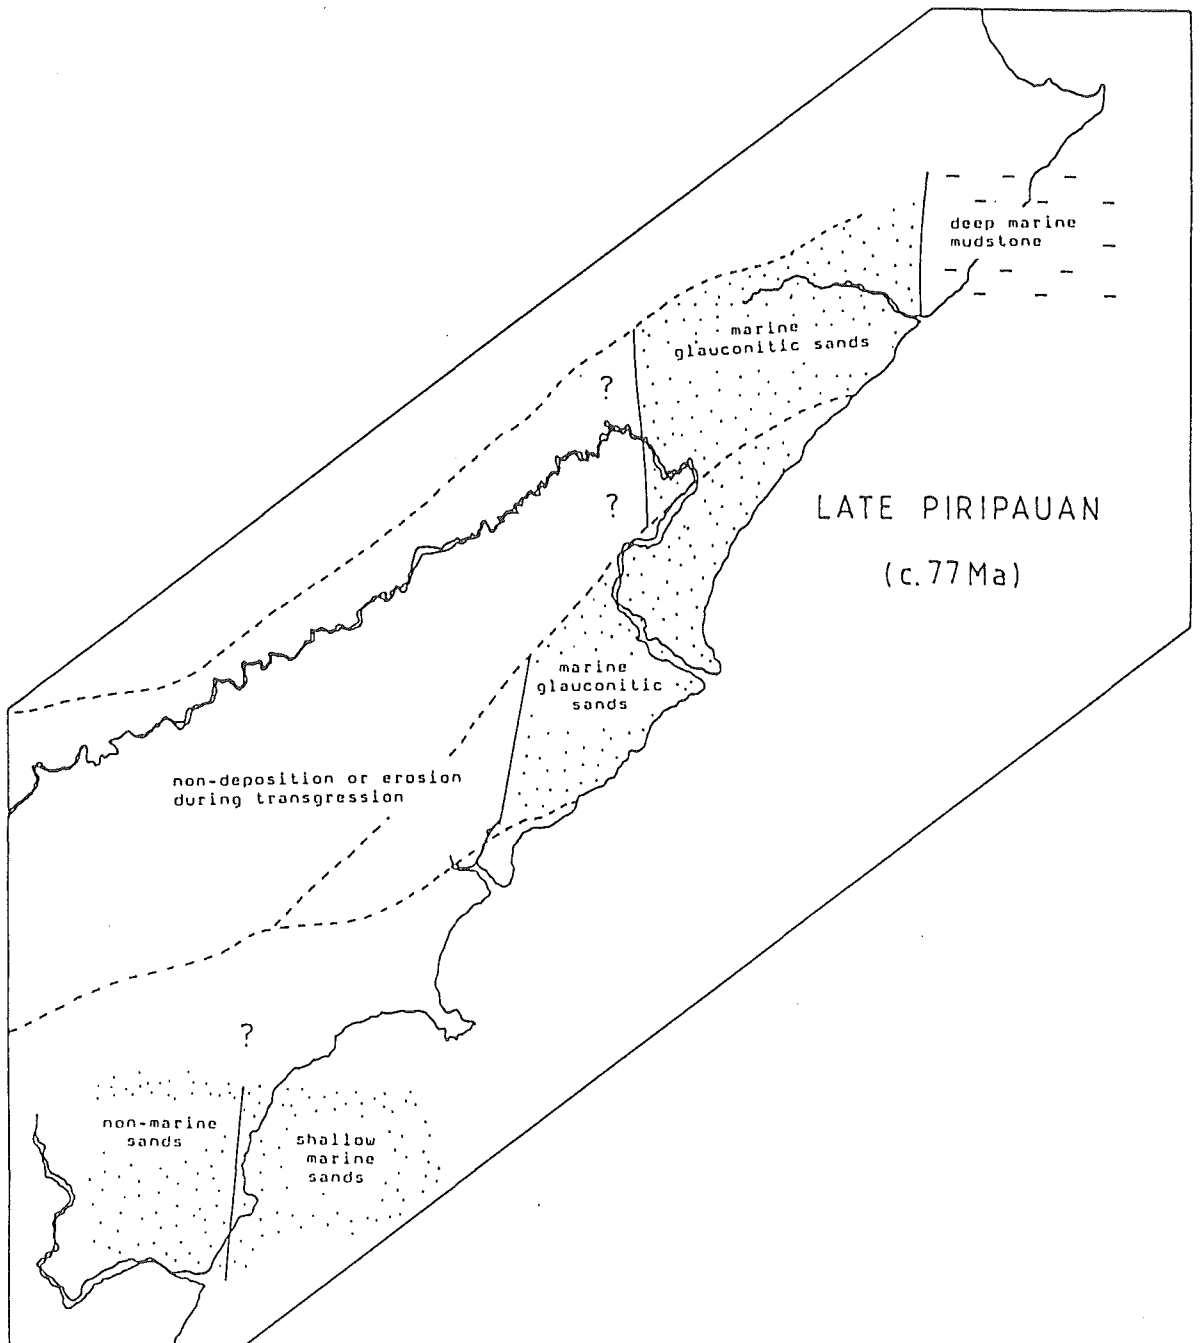 deep marine
mudstone
marine
glauconitic sands
?
?
LATE PIRIPAUAN
(c.77Ma)
marine
glauconitic
sands
non-deposition or erosion
during transgression
?
non-marine
sands
shallow
marine
sands